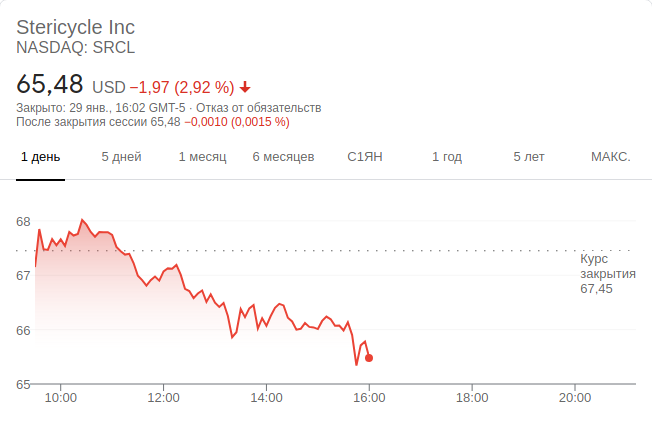 Stericycle Inc
NASDAQ: SRCL
65,48 USD −1,97 (2,92 %)
Закрыто: 29 янв., 16:02 GMT-5 · Отказ от обязательств
После закрытия сессии 65,48 −0,0010 (0,0015 %)
1 день 5 дней 1 месяц 6 месяцев С1ЯН 1 год 5 лет МАКС.
68
67
66
65
Курс
закрытия
67,45
10:00 12:00 14:00 16:00 18:00 20:00